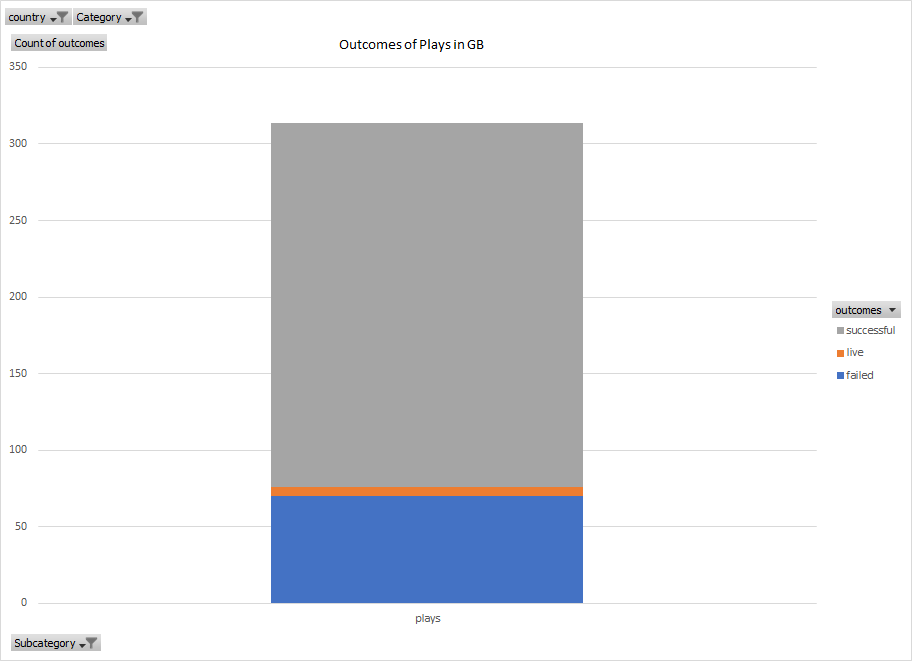 country Category
Count of outcomes
Outcomes of Plays in GB
350
300
250
200
150
100
50
0
plays
outcomes
successful
live
failed
Subcategory